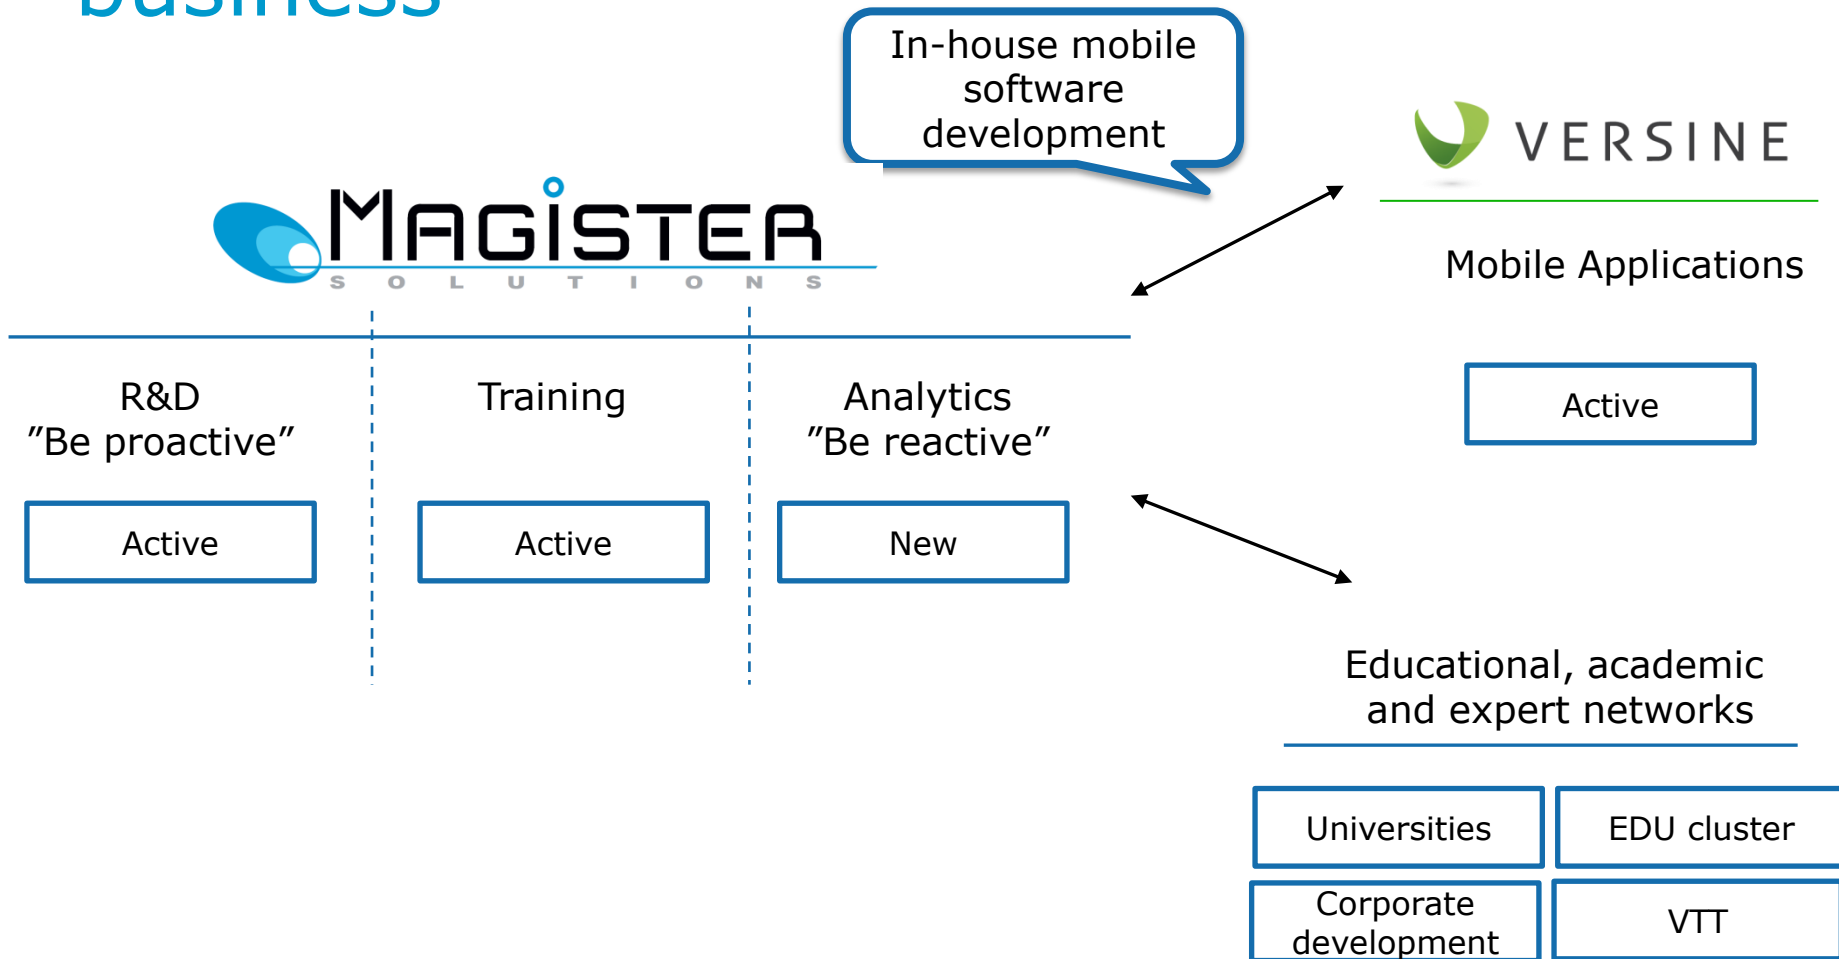 business
In-house mobile
software
development
VERSINE
MAGISTER
SOLUTIONS
Mobile Applications
R&D
”Be proactive”
Training
Analytics
”Be reactive”
Active
Active
Active
New
Educational, academic
and expert networks
Universities
EDU cluster
Corporate
development
VTT